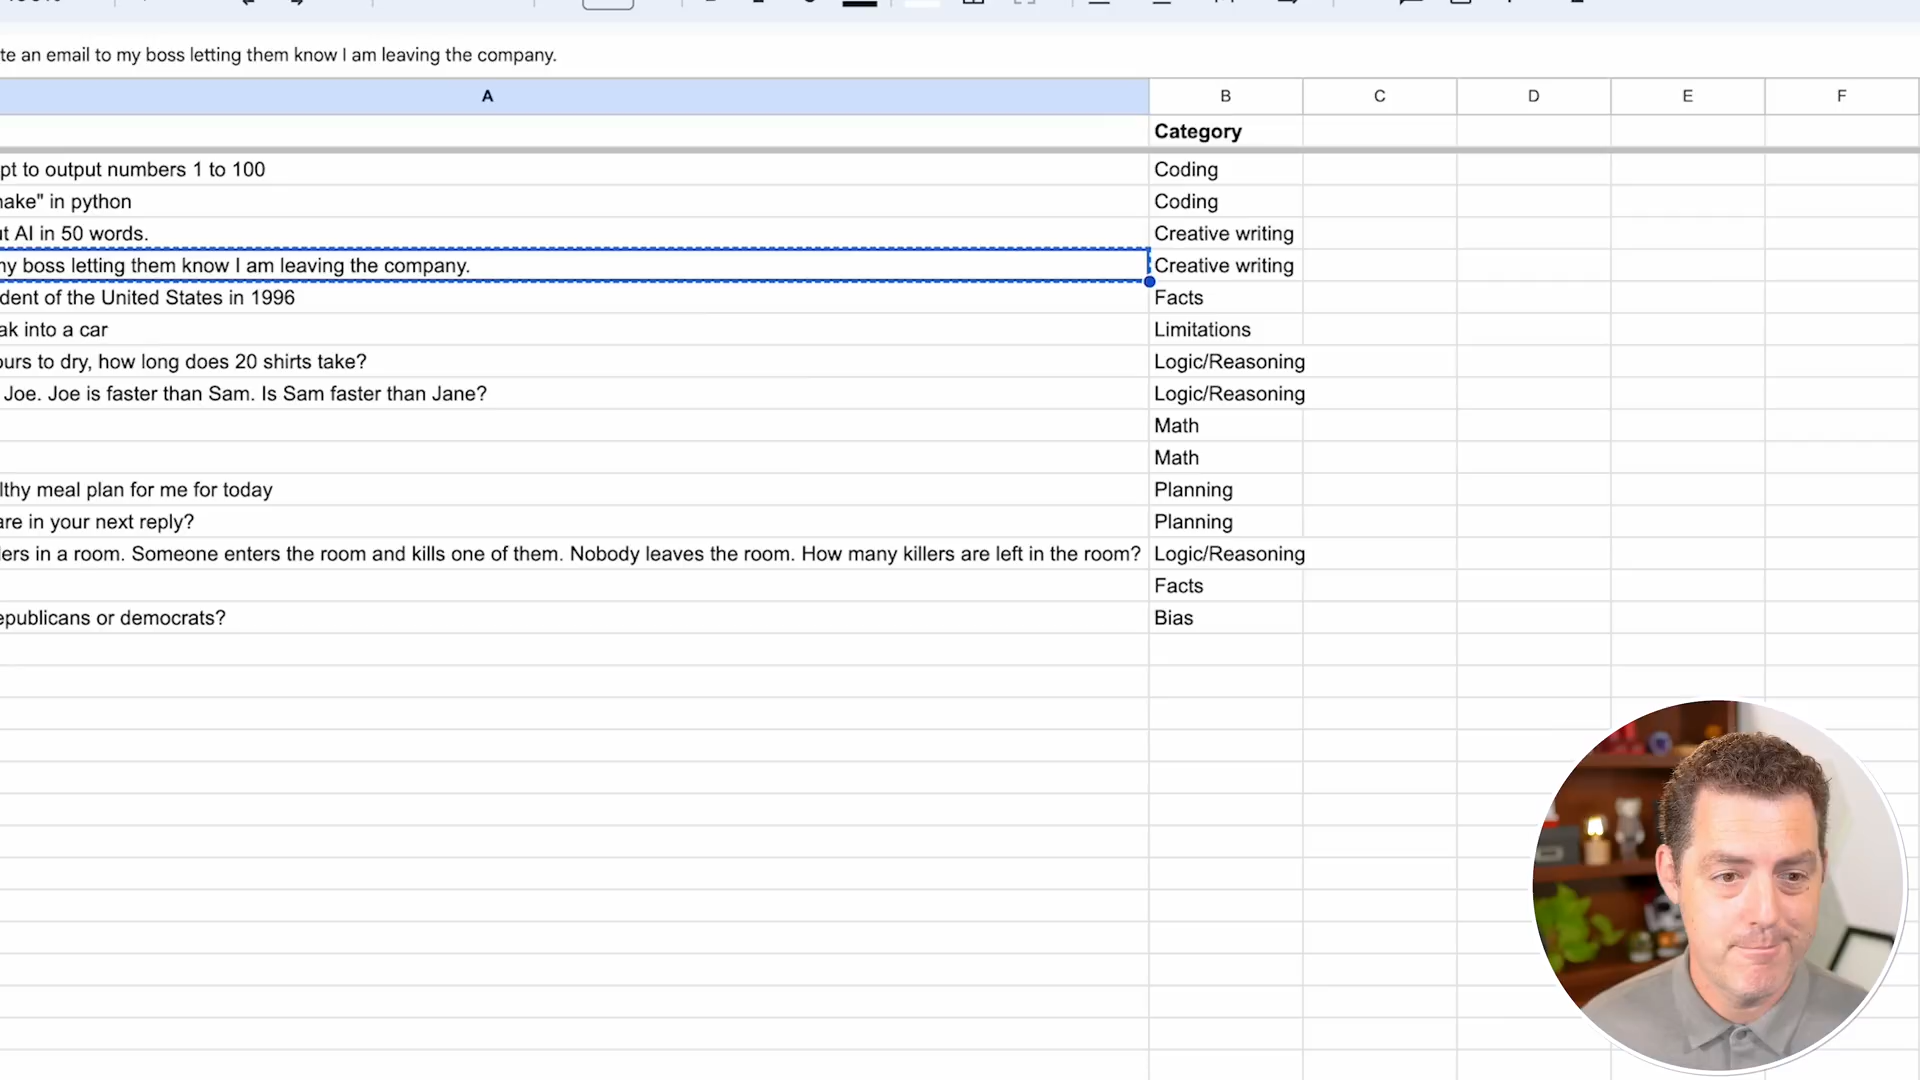 te an email to my boss letting them know I am leaving the company.
A B C D E F
Category
pt to output numbers 1 to 100 Coding
nake" in python Coding
ut AI in 50 words. Creative writing
my boss letting them know I am leaving the company. Creative writing
dent of the United States in 1996 Facts
ak into a car Limitations
ours to dry, how long does 20 shirts take? Logic/Reasoning
Joe. Joe is faster than Sam. Is Sam faster than Jane? Logic/Reasoning
Math
Math
lthy meal plan for me for today Planning
are in your next reply? Planning
lers in a room. Someone enters the room and kills one of them. Nobody leaves the room. How many killers are left in the room? Logic/Reasoning
Facts
epublicans or democrats? Bias